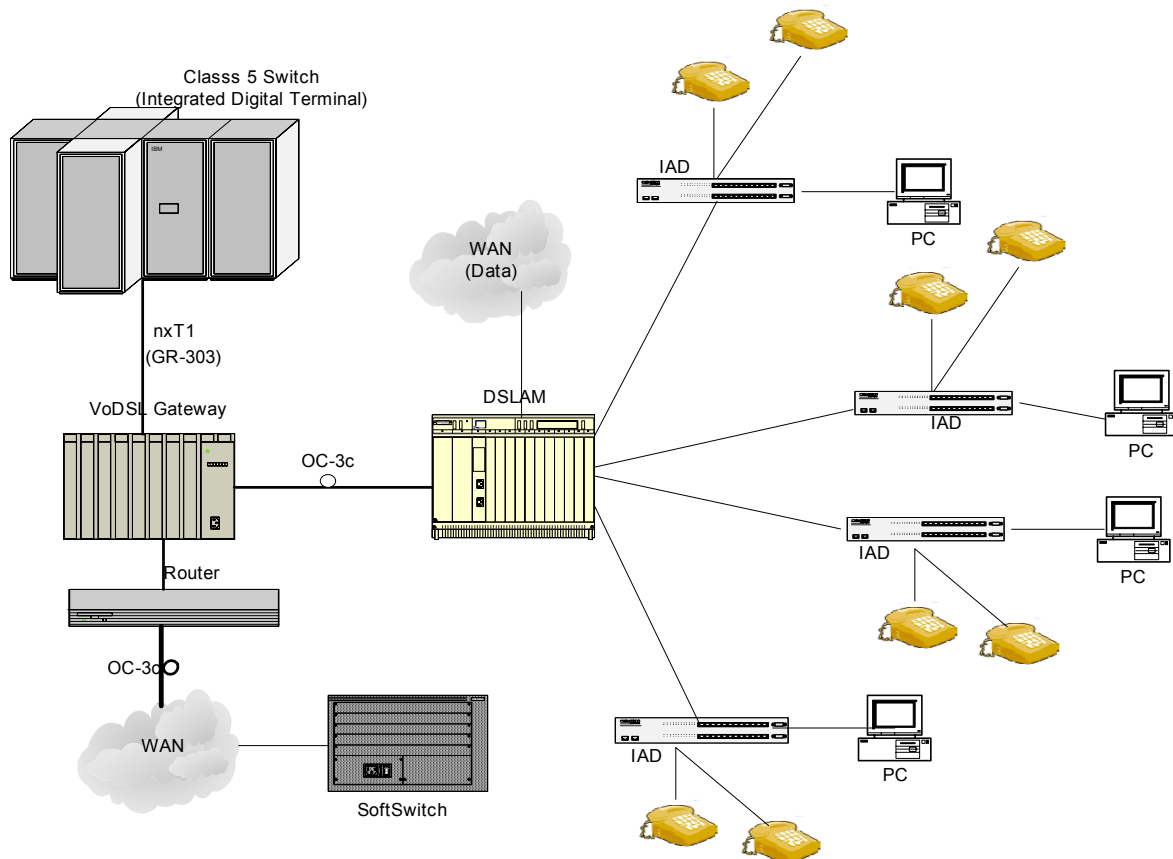 Classs 5 Switch
(Integrated Digital Terminal)
IBM
IAD
PC
WAN
(Data)
nxT1
(GR-303)
VoDSL Gateway
DSLAM
IAD
PC
OC-3c
IAD
PC
Router
OC-3c
WAN
SoftSwitch
IAD
PC